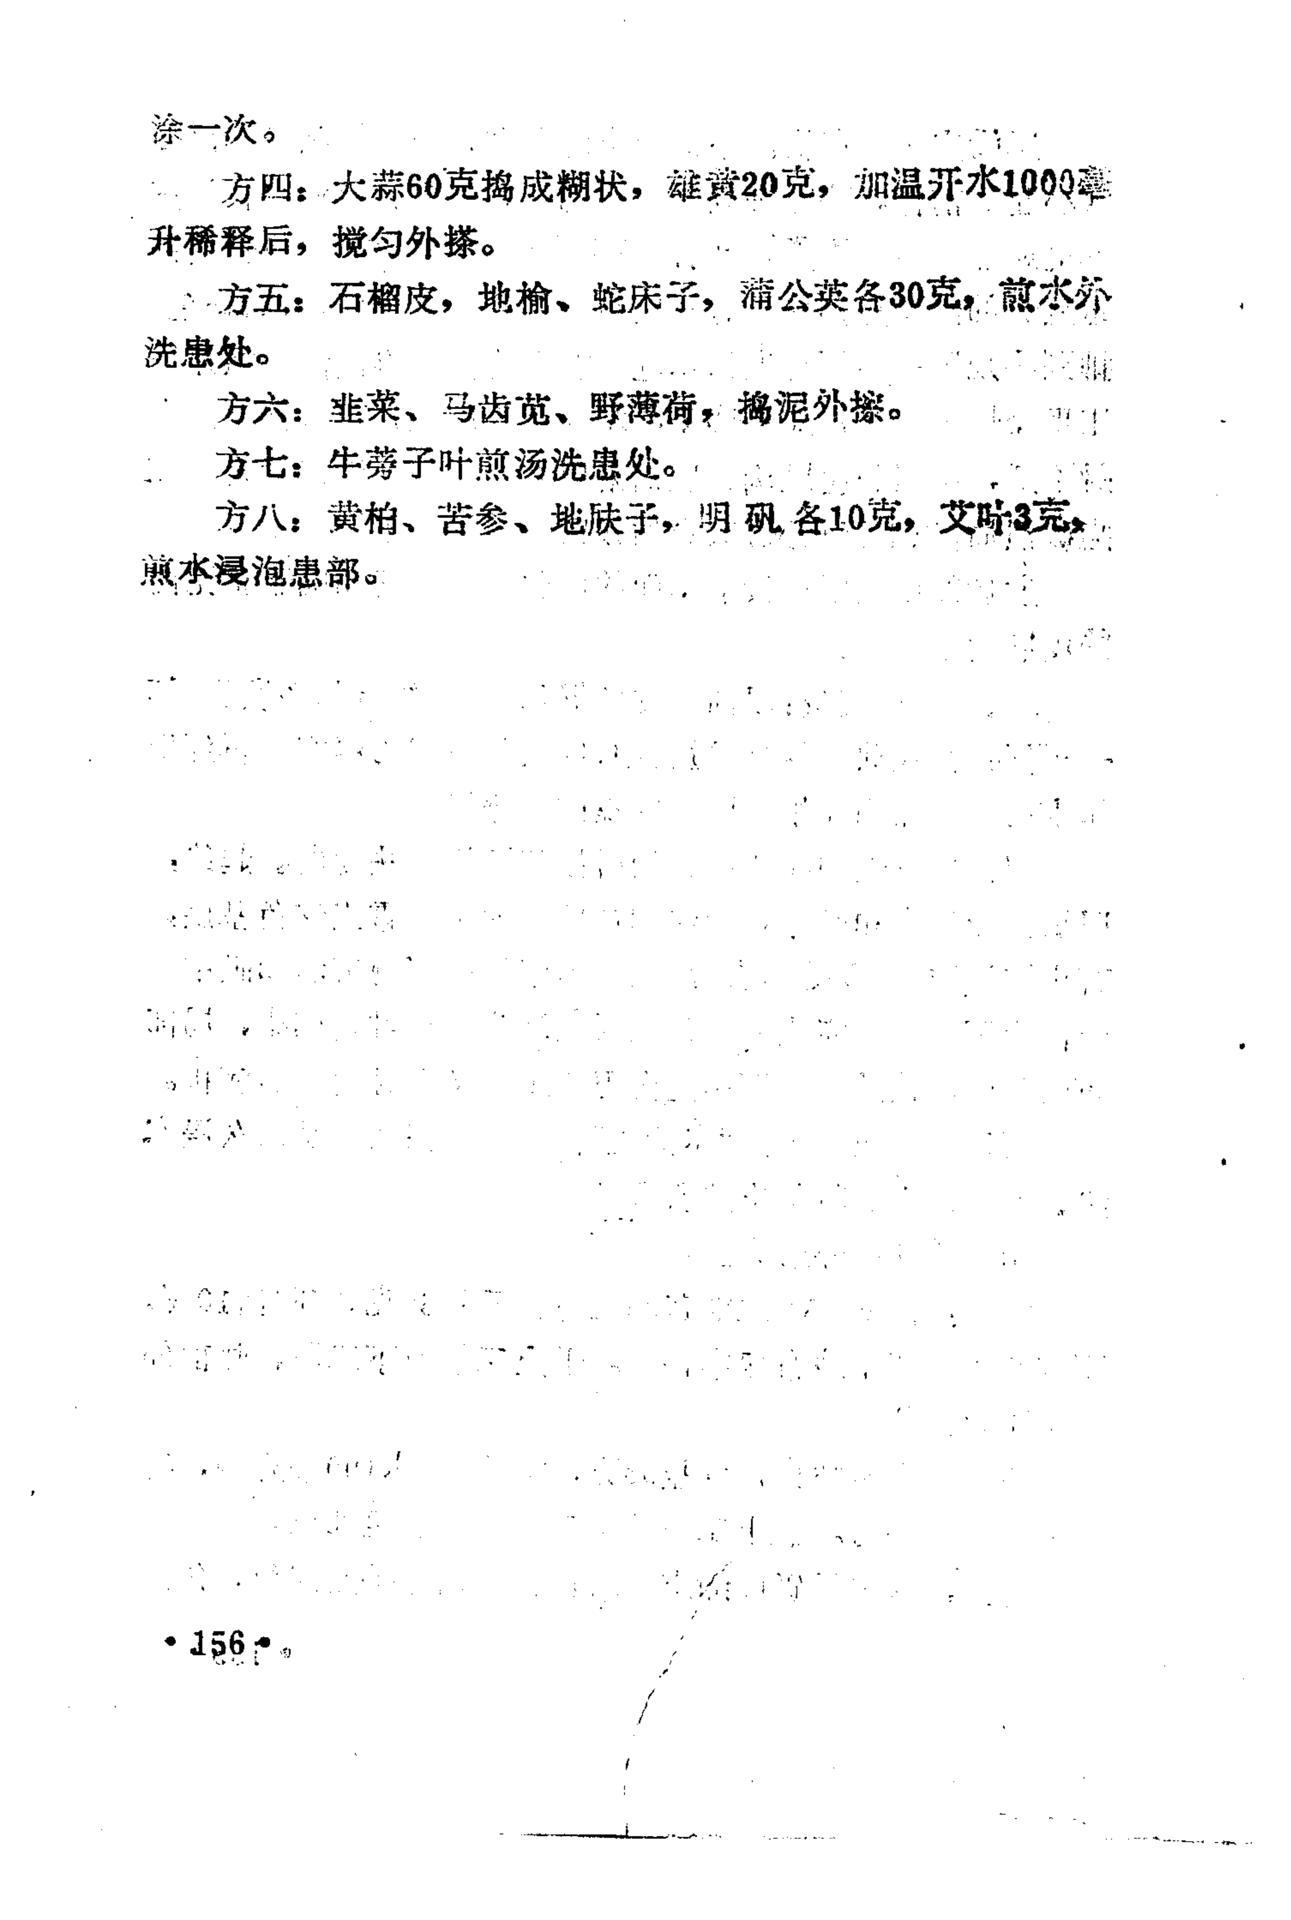 涂一次。
方四：大蒜60克捣成糊状，雄黄20克，加温开水1000毫
升稀释后，搅匀外搽。
方五：石榴皮，地榆、蛇床子，蒲公英各30克，煎水外
洗患处。
方六：韭菜、马齿苋、野薄荷，捣泥外擦。
方七：牛蒡子叶煎汤洗患处。
方八：黄柏、苦参、地肤子，明矾各10克，艾叶3克，
煎水浸泡患部。
• 156 •